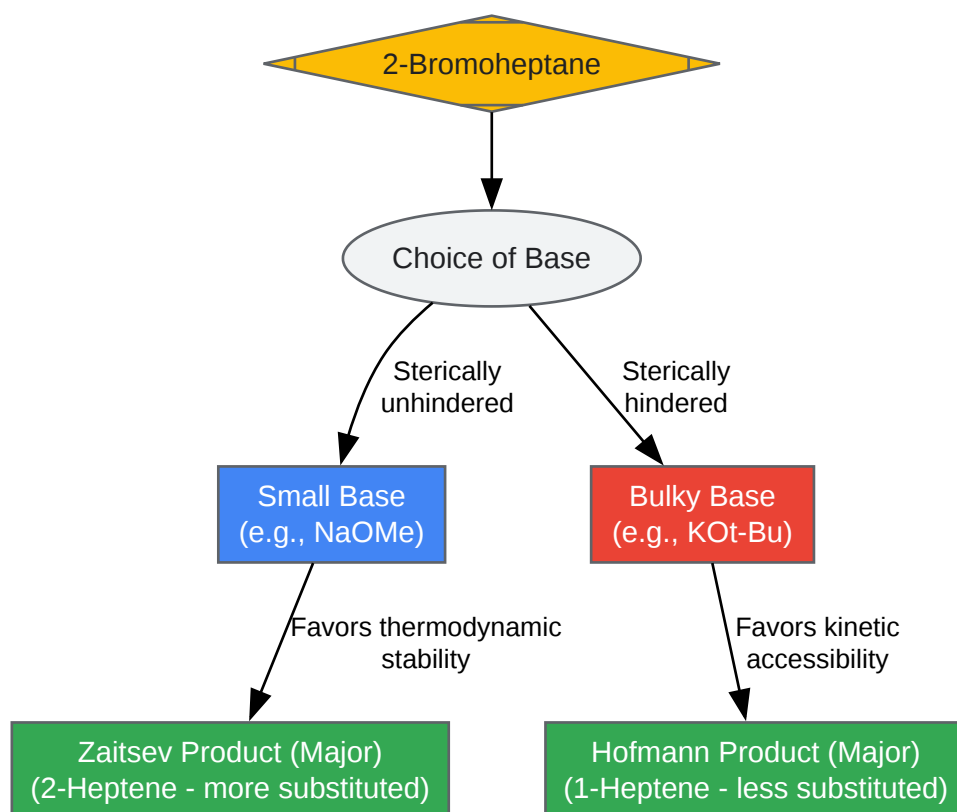 2-Bromoheptane
Choice of Base
Sterically
unhindered
Sterically
hindered
Small Base
(e.g., NaOMe)
Bulky Base
(e.g., KOt-Bu)
Favors thermodynamic
stability
Favors kinetic
accessibility
Zaitsev Product (Major)
(2-Heptene - more substituted)
Hofmann Product (Major)
(1-Heptene - less substituted)